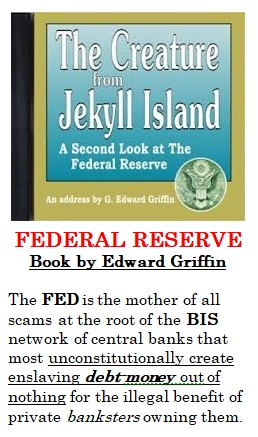 The Creature
from
Jekyll Island
A Second Look at The
Federal Reserve
An address by G. Edward Griffin
FEDERAL RESERVE
Book by Edward Griffin
The FED is the mother of all
scams at the root of the BIS
network of central banks that
most unconstitutionally create
enslaving debt money out of
nothing for the illegal benefit of
private banksters owning them.